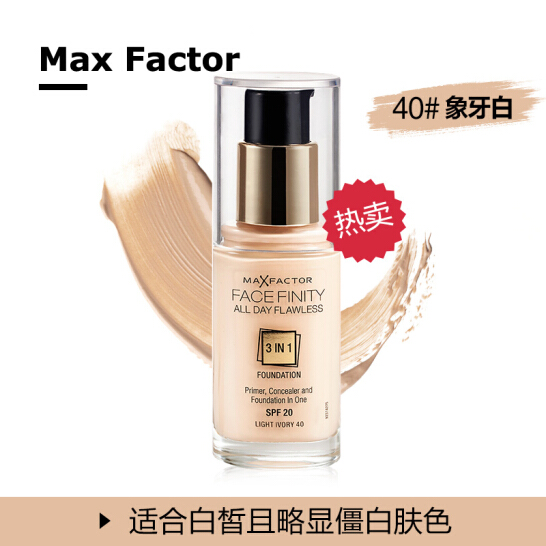 Max Factor
40# 象牙白
热卖
MAXFACTOR
FACE FINITY
ALL DAY FLAWLESS
3 IN 1
FOUNDATION
Primer, Concealer and
Foundation In One
SPF 20
LIGHT IVORY 40
适合白皙且略显僵白肤色